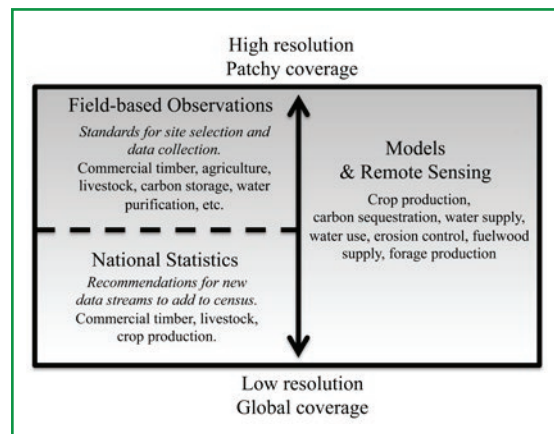 High resolution
Patchy coverage
Field-based Observations
Standards for site selection and
data collection.
Commercial timber, agriculture,
livestock, carbon storage, water
purification, etc.
National Statistics
Recommendations for new
data streams to add to census.
Commercial timber, livestock,
crop production.
Models
& Remote Sensing
Crop production,
carbon sequestration, water supply,
water use, erosion control, fuelwood
supply, forage production
Low resolution
Global coverage